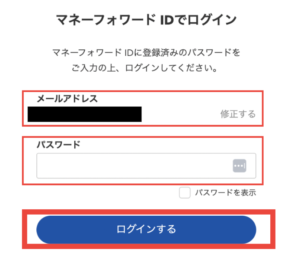 マネーフォワード IDでログイン
マネーフォワード IDに登録済みのパスワードを
ご入力の上、ログインしてください。
メールアドレス
修正する
パスワード
パスワードを表示
ログインする